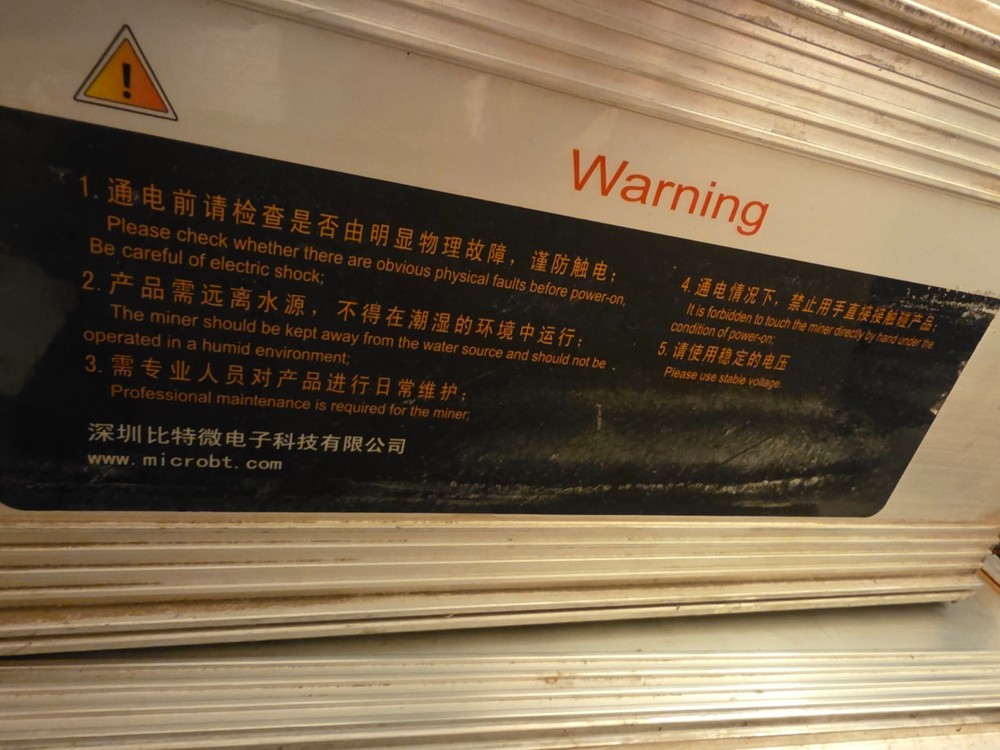 Warning
1.通电前请检查是否由明显物理故障，谨防触电；
Please check whether there are obvious physical faults before power-on,
Be careful of electric shock;
2.产品需远离水源，不得在潮湿的环境中运行；
The miner should be kept away from the water source and should not be
operated in a humid environment;
3.需专业人员对产品进行日常维护；
Professional maintenance is required for the miner;
深圳比特微电子科技有限公司
www.microbt.com
4.通电情况下，禁止用手直接接触碰产品；
It is forbidden to touch the miner directly by hand under the
condition of power-on;
5.请使用稳定的电压
Please use stable voltage.